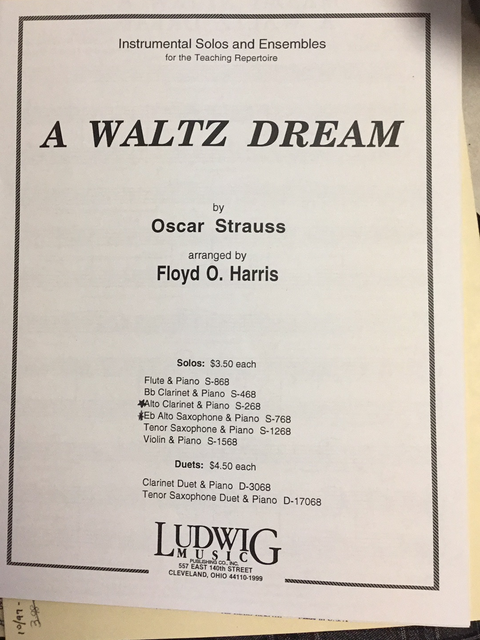 Instrumental Solos and Ensembles
for the Teaching Repertoire
A WALTZ DREAM
by
Oscar Strauss
arranged by
Floyd O. Harris
Solos: $3.50 each
Flute & Piano S-868
Bb Clarinet & Piano S-468
*Alto Clarinet & Piano S-268
*Eb Alto Saxophone & Piano S-768
Tenor Saxophone & Piano S-1268
Violin & Piano S-1568
Duets: $4.50 each
Clarinet Duet & Piano D-3068
Tenor Saxophone Duet & Piano D-17068
LUDWIG
MUSIC
PUBLISHING CO., INC.
557 EAST 140th STREET
CLEVELAND, OHIO 44110-1999
10/97-